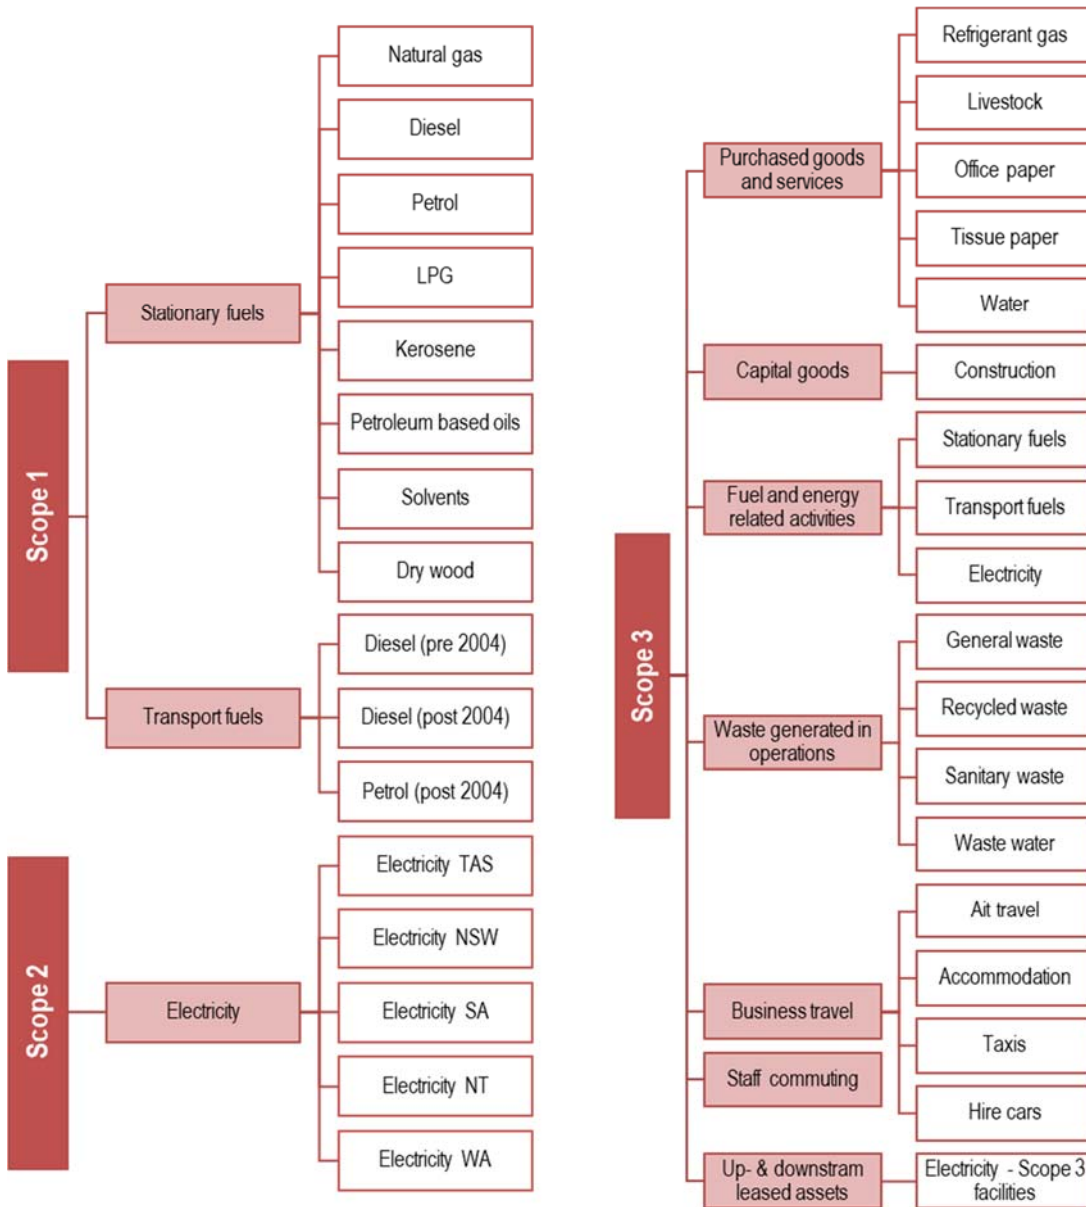 Scope 1
Stationary fuels
Natural gas
Diesel
Petrol
LPG
Kerosene
Petroleum based oils
Solvents
Dry wood
Transport fuels
Diesel (pre 2004)
Diesel (post 2004)
Petrol (post 2004)
Scope 2
Electricity
Electricity TAS
Electricity NSW
Electricity SA
Electricity NT
Electricity WA
Scope 3
Purchased goods
and services
Refrigerant gas
Livestock
Office paper
Tissue paper
Water
Capital goods
Construction
Fuel and energy
related activities
Stationary fuels
Transport fuels
Electricity
Waste generated in
operations
General waste
Recycled waste
Sanitary waste
Waste water
Business travel
Ait travel
Accommodation
Taxis
Hire cars
Staff commuting
Up- & downstram
leased assets
Electricity - Scope 3
facilities